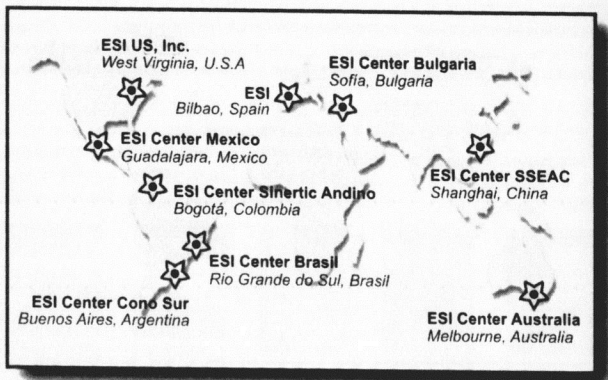 ESI US, Inc.
West Virginia, U.S.A
ESI Center Bulgaria
Sofia, Bulgaria
ESI
Bilbao, Spain
ESI Center Mexico
Guadalajara, Mexico
ESI Center SSEAC
Shanghai, China
ESI Center Sinertic Andino
Bogotá, Colombia
ESI Center Brasil
Rio Grande do Sul, Brasil
ESI Center Cono Sur
Buenos Aires, Argentina
ESI Center Australia
Melbourne, Australia